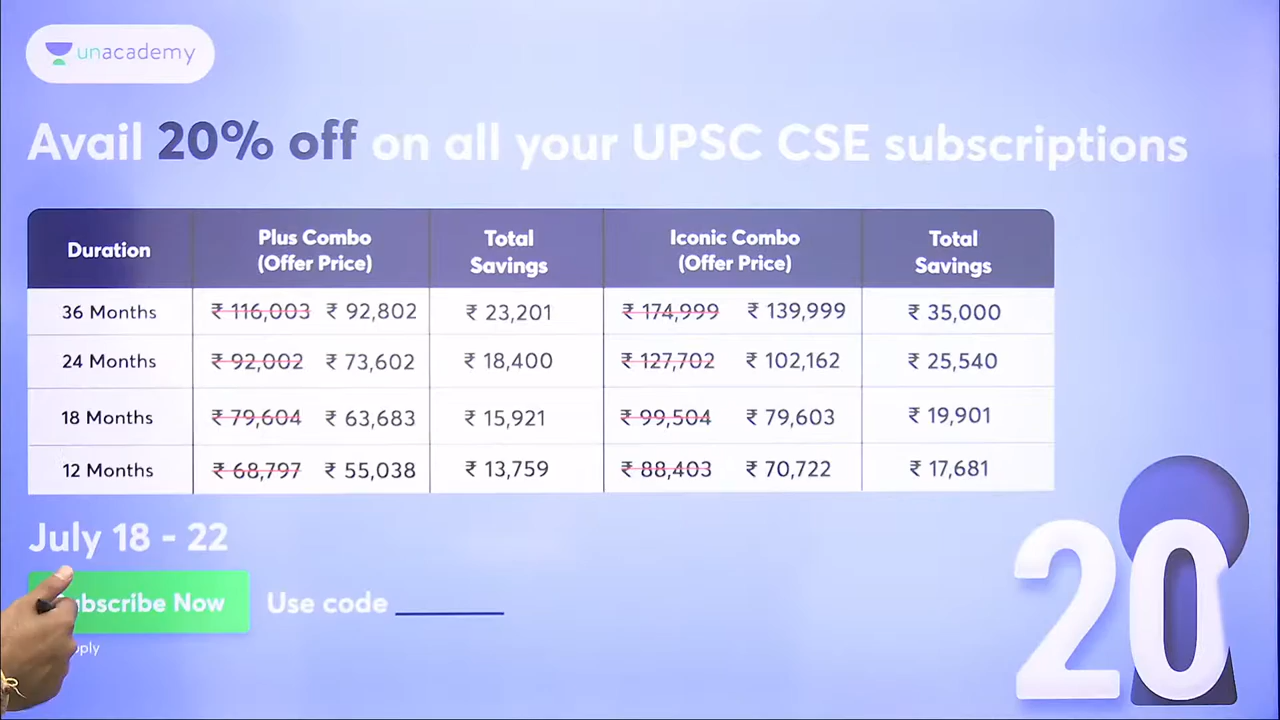 unacademy
Avail 20% off on all your UPSC CSE subscriptions
Duration Plus Combo (Offer Price) Total Savings Iconic Combo (Offer Price) Total Savings
36 Months ₹ 116,003 ₹ 92,802 ₹ 23,201 ₹ 174,999 ₹ 139,999 ₹ 35,000
24 Months ₹ 92,002 ₹ 73,602 ₹ 18,400 ₹ 127,702 ₹ 102,162 ₹ 25,540
18 Months ₹ 79,604 ₹ 63,683 ₹ 15,921 ₹ 99,504 ₹ 79,603 ₹ 19,901
12 Months ₹ 68,797 ₹ 55,038 ₹ 13,759 ₹ 88,403 ₹ 70,722 ₹ 17,681
July 18 - 22
Now Use code
20